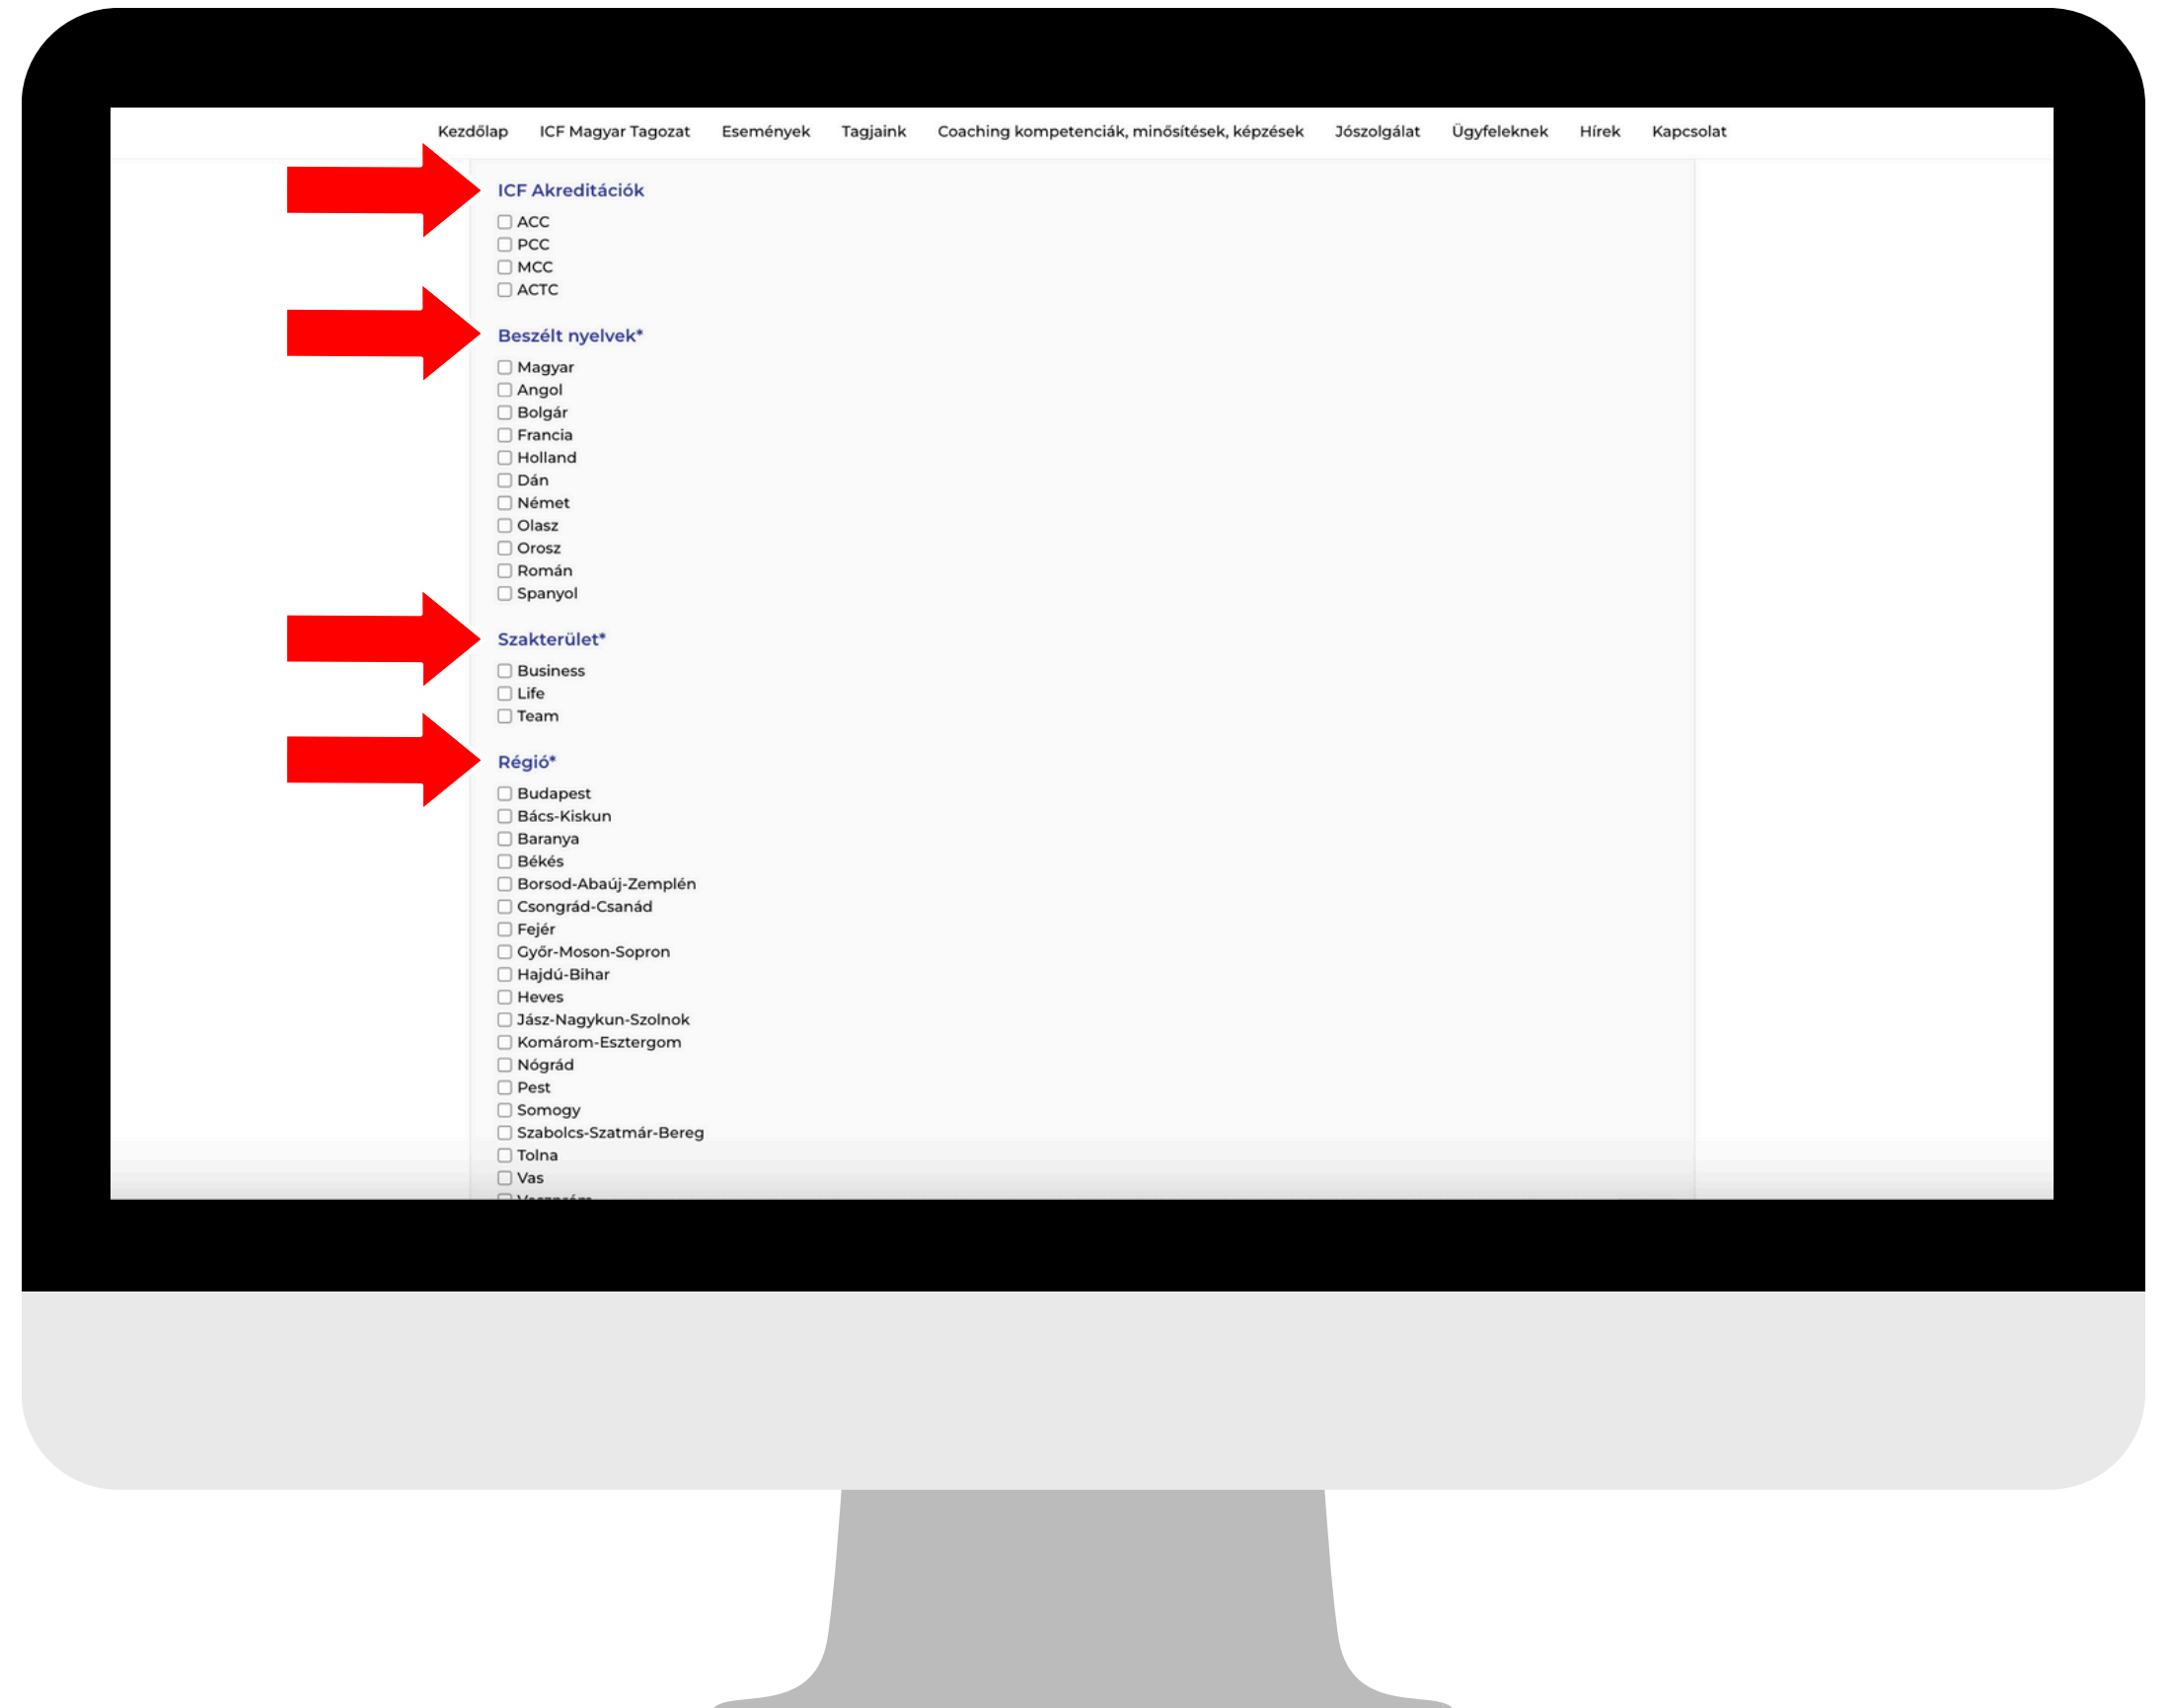 Kezdőlap ICF Magyar Tagozat Események Tagjaink Coaching kompetenciák, minősítések, képzések Jószolgálat Ügyfeleknek Hírek Kapcsolat
ICF Akreditációk
ACC
PCC
MCC
ACTC
Beszélt nyelvek*
Magyar
Angol
Bolgár
Francia
Holland
Dán
Német
Olasz
Orosz
Román
Spanyol
Szakterület*
Business
Life
Team
Régió*
Budapest
Bács-Kiskun
Baranya
Békés
Borsod-Abaúj-Zemplén
Csongrád-Csanád
Fejér
Győr-Moson-Sopron
Hajdú-Bihar
Heves
Jász-Nagykun-Szolnok
Komárom-Esztergom
Nógrád
Pest
Somogy
Szabolcs-Szatmár-Bereg
Tolna
Vas